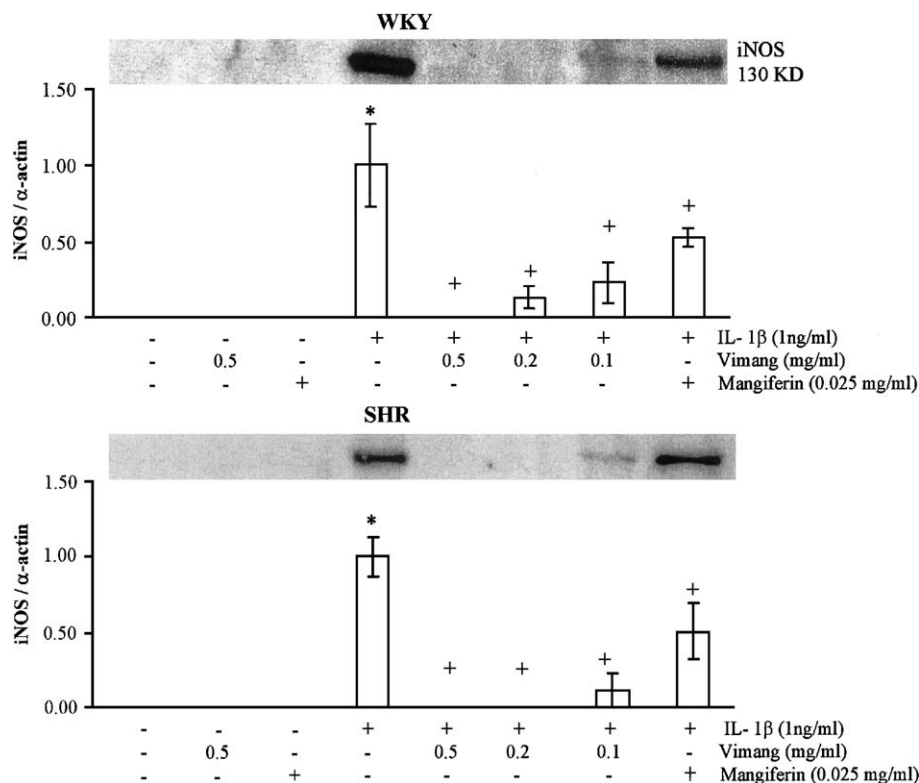 WKY
iNOS
130 KD
1.50
*
1.00
+
+
0.50
+
+
0.00
iNOS / α-actin
- - - + + + + + IL- 1β (1ng/ml)
- 0.5 - - 0.5 0.2 0.1 - Vimang (mg/ml)
- - + - - - - + Mangiferin (0.025 mg/ml)
SHR
1.50
*
1.00
+
0.50
+ + +
0.00
iNOS / α-actin
- - - + + + + + IL- 1β (1ng/ml)
- 0.5 - - 0.5 0.2 0.1 - Vimang (mg/ml)
- - + - - - - + Mangiferin (0.025 mg/ml)